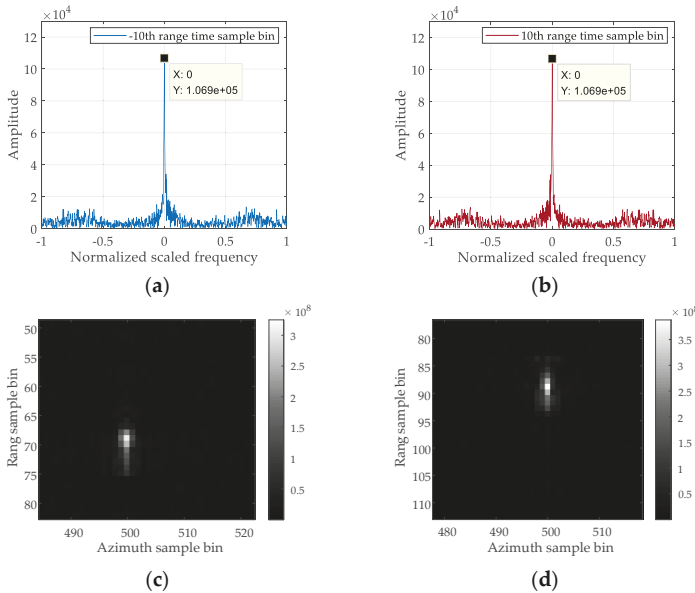 × 10⁴
-10th range time sample bin
X: 0
Y: 1.069e+05
Amplitude
12
10
8
6
4
2
0
-1 -0.5 0 0.5 1
Normalized scaled frequency
(a)
× 10⁴
10th range time sample bin
X: 0
Y: 1.069e+05
Amplitude
12
10
8
6
4
2
0
-1 -0.5 0 0.5 1
Normalized scaled frequency
(b)
× 10⁸
Rang sample bin
50
55
60
65
70
75
80
490 500 510 520
Azimuth sample bin
3
2.5
2
1.5
1
0.5
(c)
Rang sample bin
80
85
90
95
100
105
110
480 490 500 510
Azimuth sample bin
× 10
3.5
3
2.5
2
1.5
1
0.5
(d)